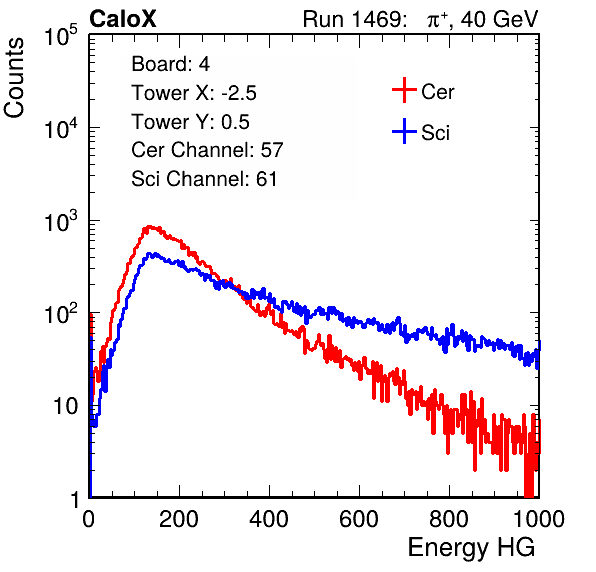 CaloX Run 1469: π⁺, 40 GeV
Counts
10⁵
10⁴
10³
10²
10
1
Board: 4
Tower X: -2.5
Tower Y: 0.5
Cer Channel: 57
Sci Channel: 61
Cer
Sci
0 200 400 600 800 1000
Energy HG